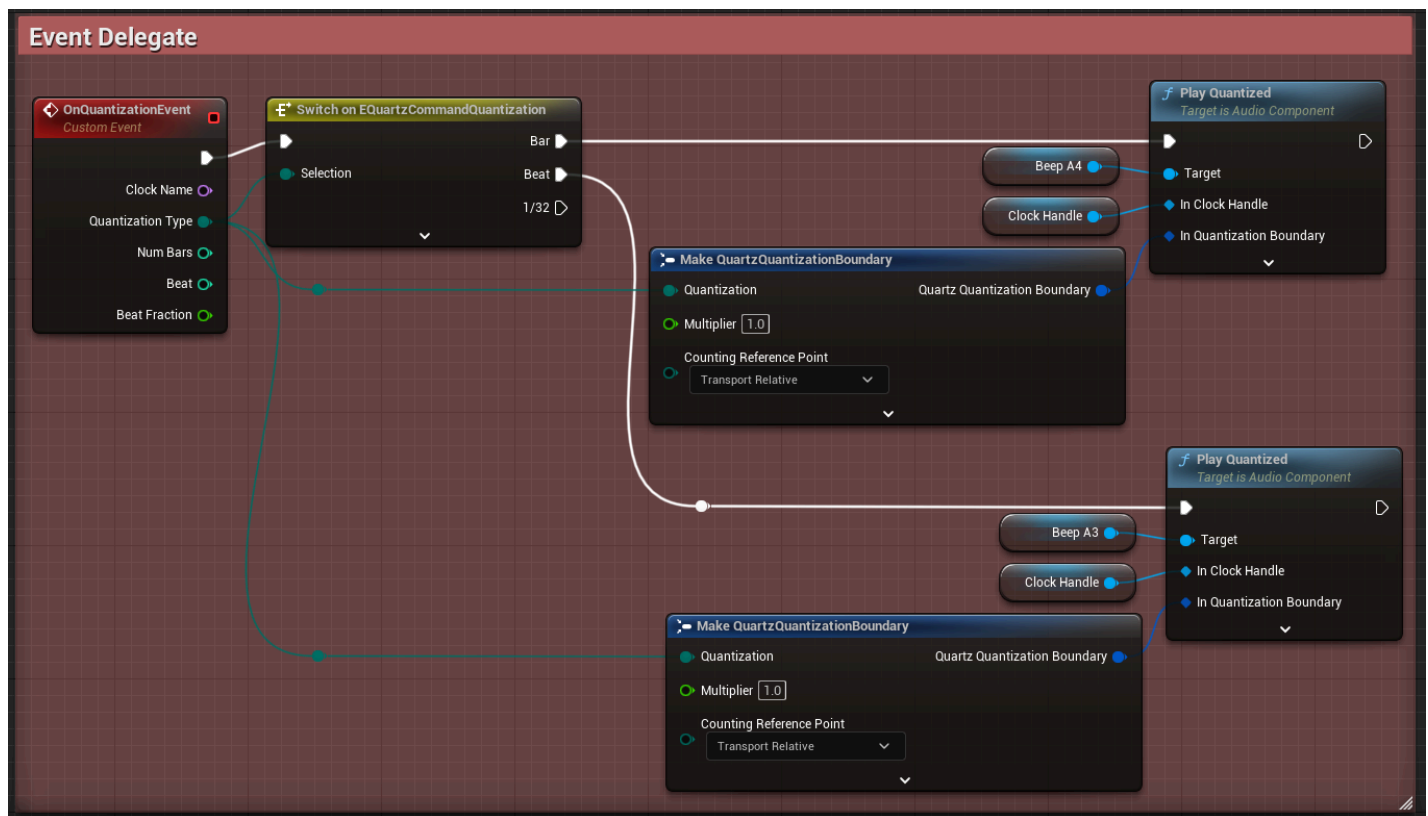 Event Delegate
OnQuantizationEvent
Custom Event
Clock Name
Quantization Type
Num Bars
Beat
Beat Fraction
Switch on EQuartzCommandQuantization
Selection
Bar
Beat
1/32
Beep A4
Clock Handle
Play Quantized
Target is Audio Component
Target
In Clock Handle
In Quantization Boundary
Make QuartzQuantizationBoundary
Quantization
Quartz Quantization Boundary
Multiplier 1.0
Counting Reference Point
Transport Relative
Beep A3
Clock Handle
Play Quantized
Target is Audio Component
Target
In Clock Handle
In Quantization Boundary
Make QuartzQuantizationBoundary
Quantization
Quartz Quantization Boundary
Multiplier 1.0
Counting Reference Point
Transport Relative